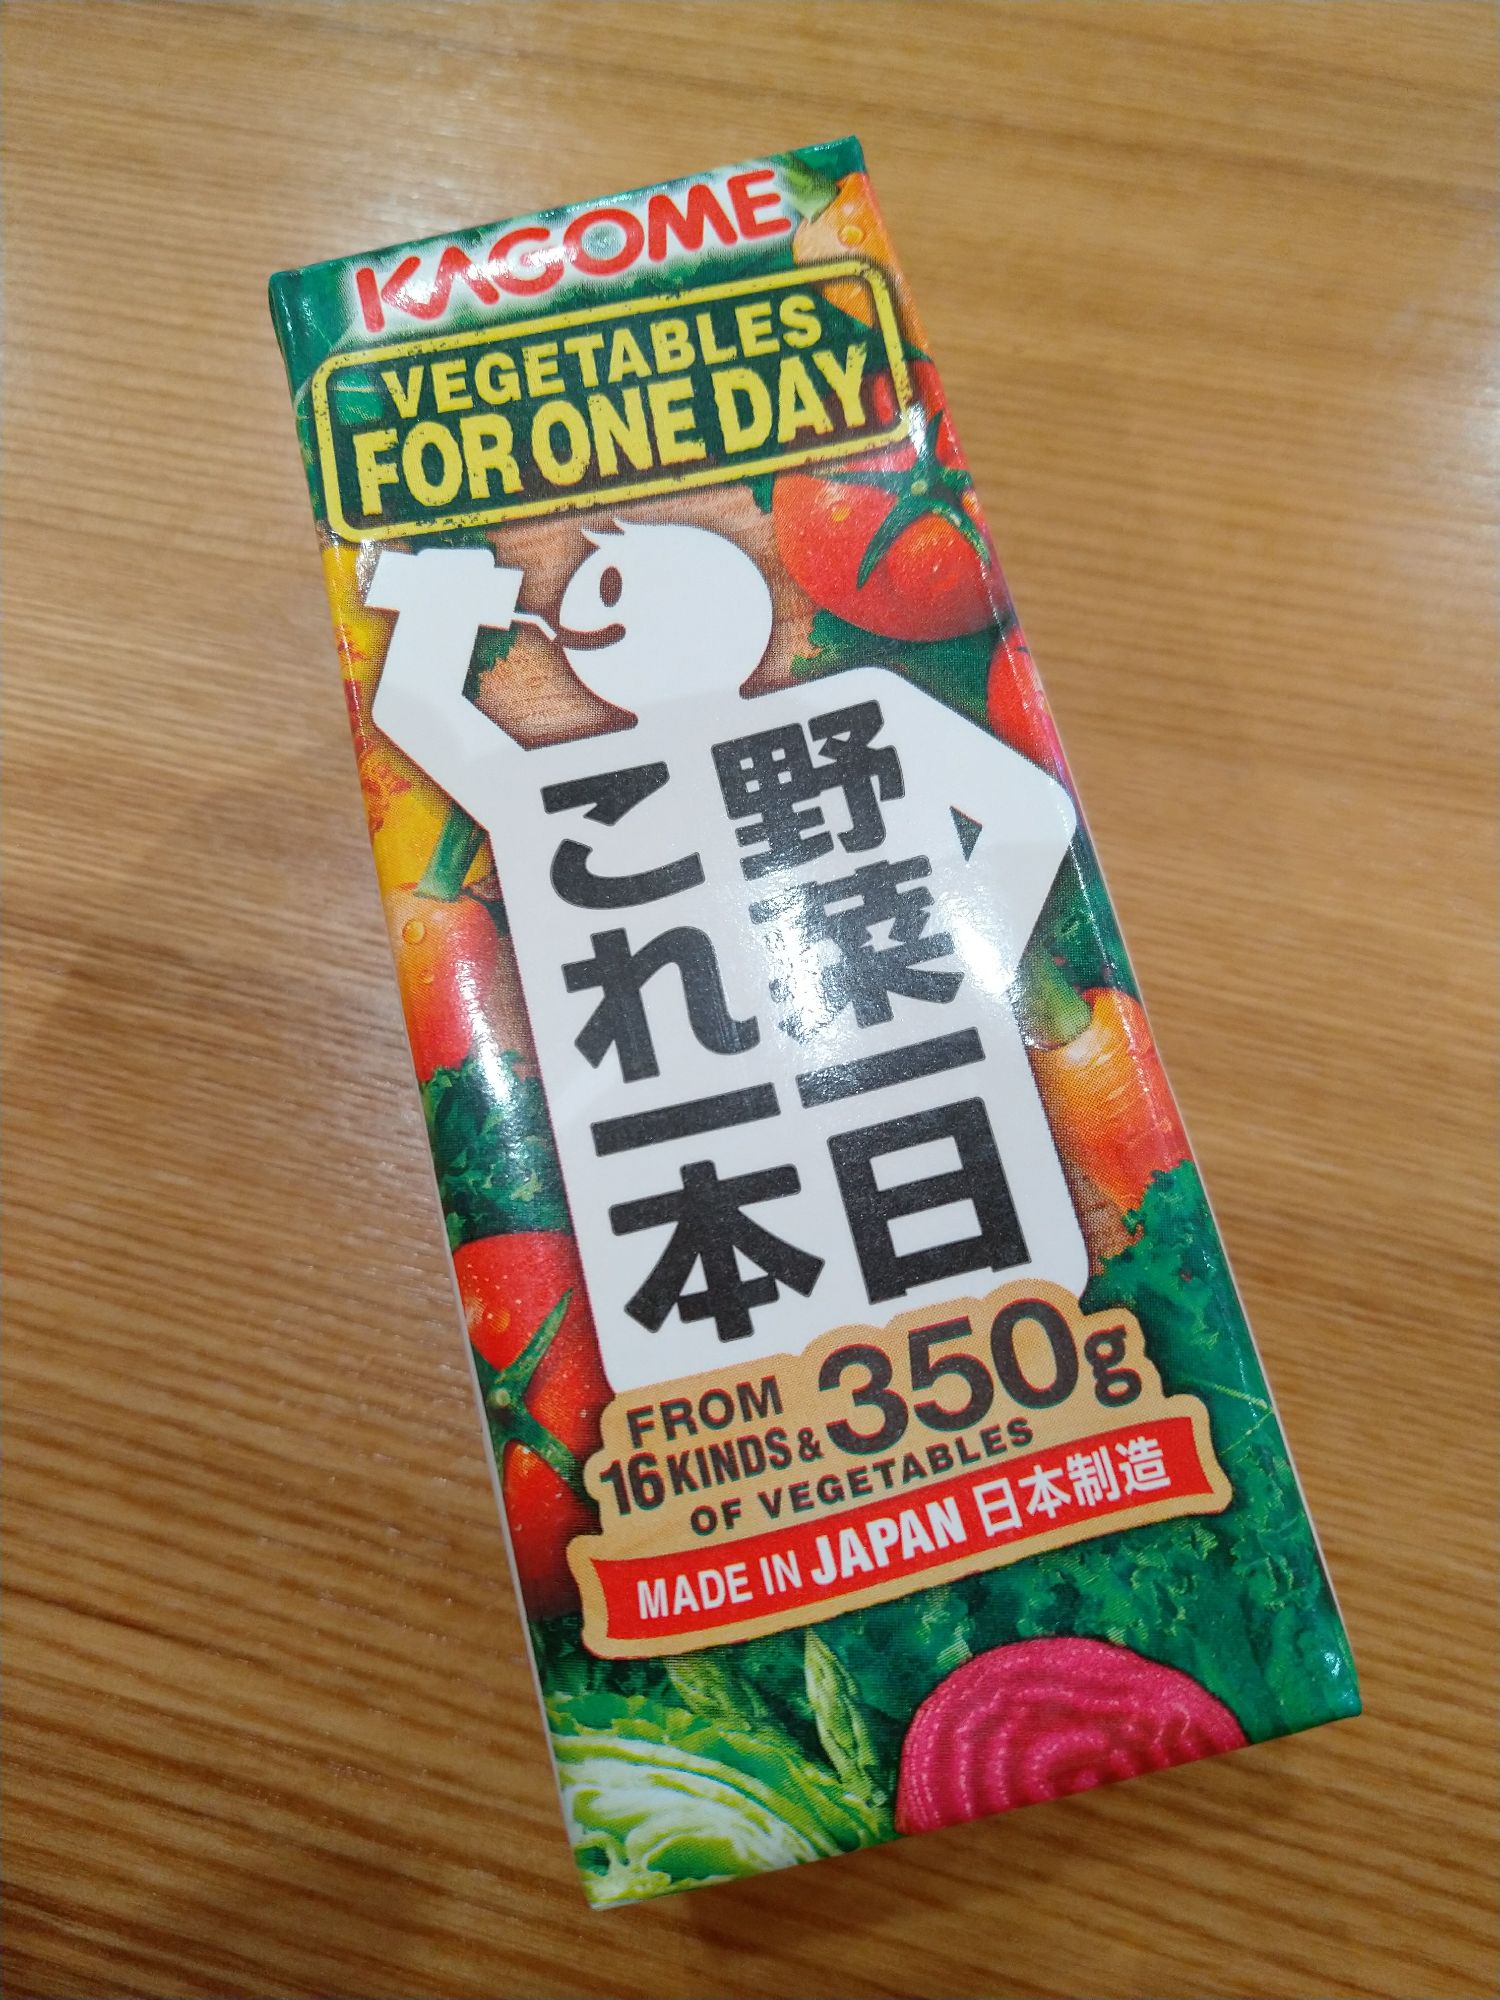 KAGOME
VEGETABLES
FOR ONE DAY
野菜一日
これ一本
FROM
16 KINDS & 350g
OF VEGETABLES
MADE IN JAPAN 日本制造